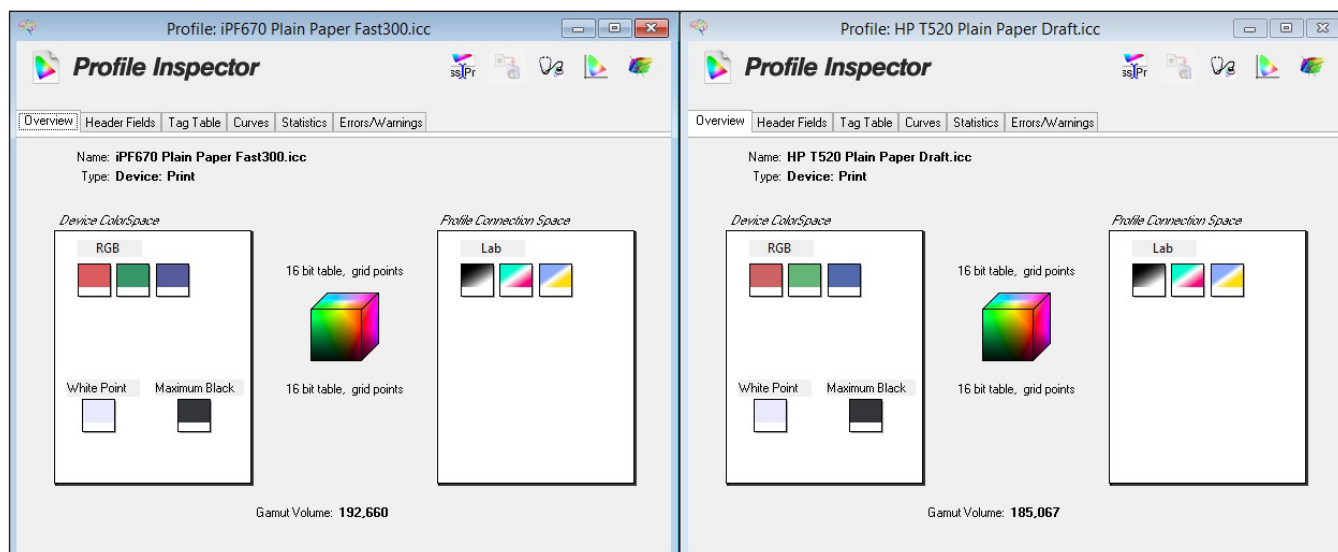 Profile: iPF670 Plain Paper Fast300.icc
Profile Inspector
Overview Header Fields Tag Table Curves Statistics Errors/Warnings
Name: iPF670 Plain Paper Fast300.icc
Type: Device: Print
Device ColorSpace
Profile Connection Space
RGB
Lab
16 bit table, grid points
White Point
Maximum Black
16 bit table, grid points
Gamut Volume: 192,660
Profile: HP T520 Plain Paper Draft.icc
Profile Inspector
Overview Header Fields Tag Table Curves Statistics Errors/Warnings
Name: HP T520 Plain Paper Draft.icc
Type: Device: Print
Device ColorSpace
Profile Connection Space
RGB
Lab
16 bit table, grid points
White Point
Maximum Black
16 bit table, grid points
Gamut Volume: 185,067